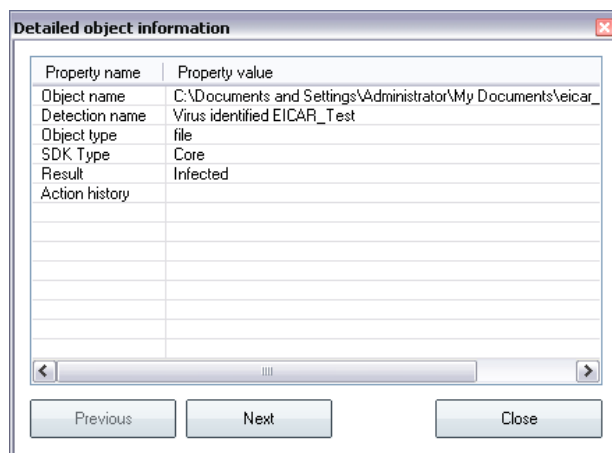 Detailed object information
Property name Property value
Object name C:\Documents and Settings\Administrator\My Documents\eicar_
Detection name Virus identified EICAR_Test
Object type file
SDK Type Core
Result Infected
Action history
Previous Next Close